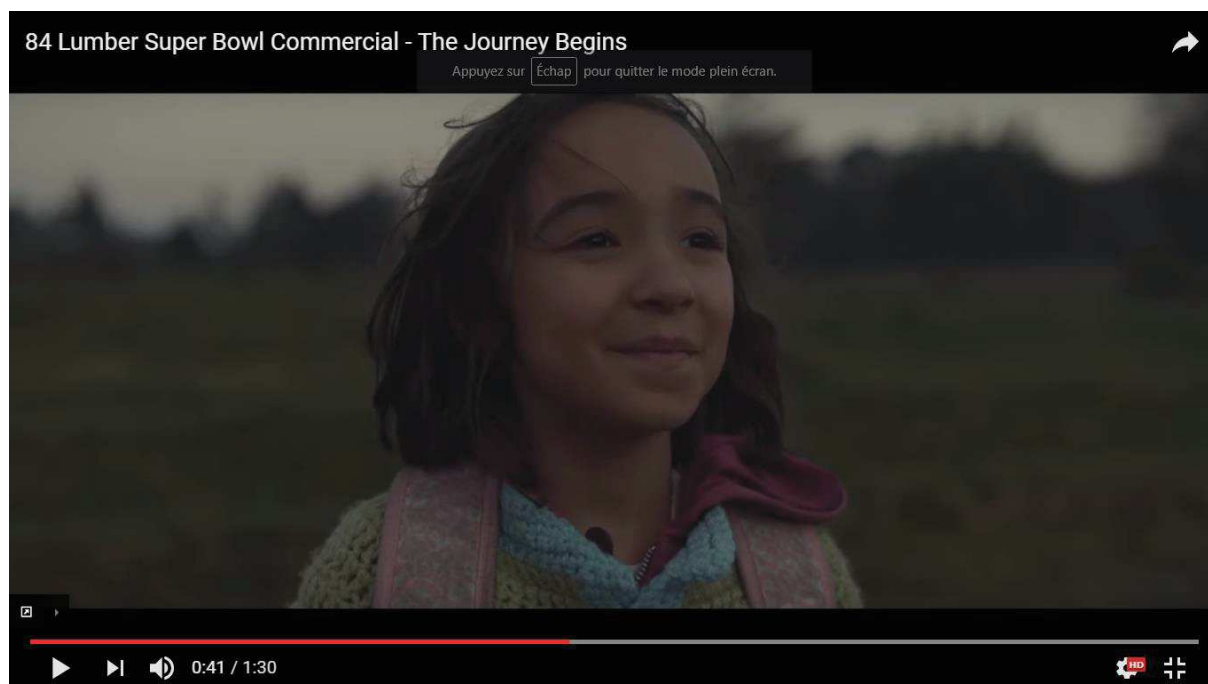 84 Lumber Super Bowl Commercial - The Journey Begins
Appuyez sur Échap pour quitter le mode plein écran.
0:41 / 1:30
HD